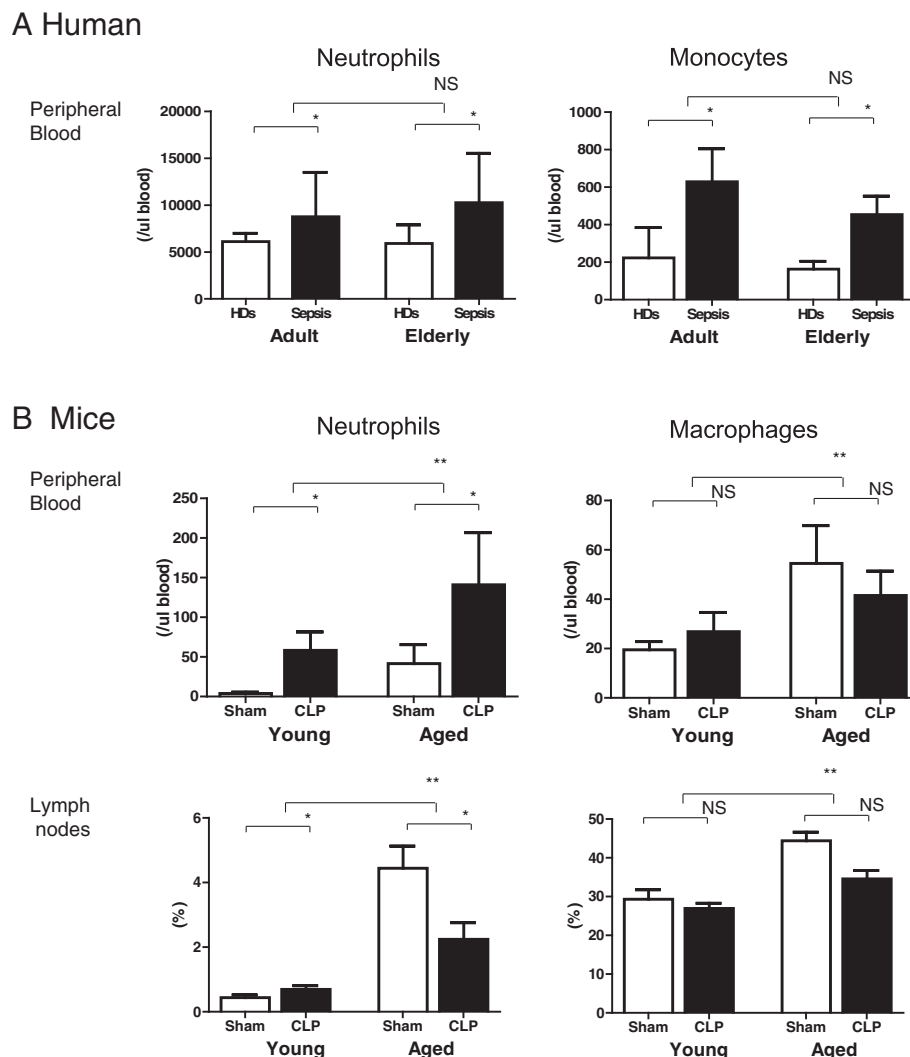 A Human
Neutrophils
Monocytes
Peripheral
Blood
NS
*
*
20000
15000
10000
5000
0
(/ul blood)
HDs
Sepsis
HDs
Sepsis
Adult
Elderly
NS
*
*
1000
800
600
400
200
0
(/ul blood)
HDs
Sepsis
HDs
Sepsis
Adult
Elderly
B Mice
Neutrophils
Macrophages
Peripheral
Blood
**
*
*
250
200
150
100
50
0
(/ul blood)
Sham
CLP
Sham
CLP
Young
Aged
**
NS
NS
80
60
40
20
0
(/ul blood)
Sham
CLP
Sham
CLP
Young
Aged
Lymph
nodes
**
*
*
6
4
2
0
(%)
Sham
CLP
Sham
CLP
Young
Aged
**
NS
NS
50
40
30
20
10
0
(%)
Sham
CLP
Sham
CLP
Young
Aged